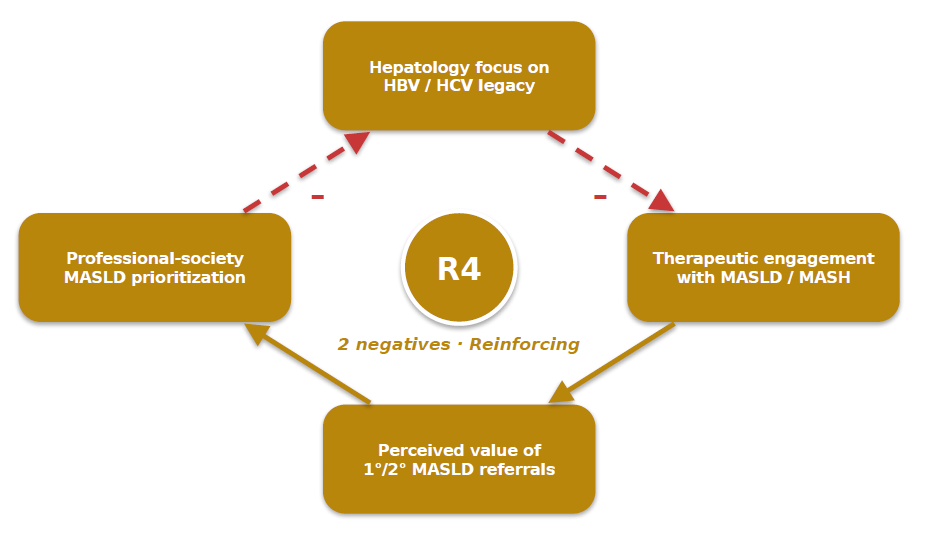 Hepatology focus on
HBV / HCV legacy
-
-
Professional-society
MASLD prioritization
R4
Therapeutic engagement
with MASLD / MASH
2 negatives · Reinforcing
Perceived value of
1°/2° MASLD referrals